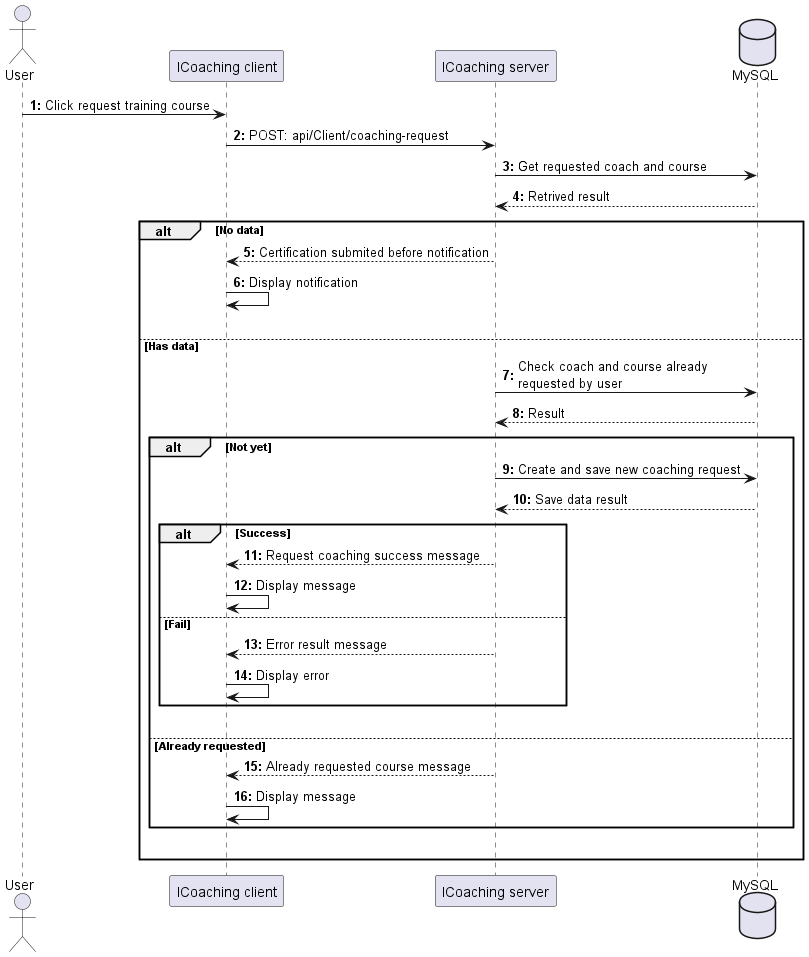 User
ICoaching client
ICoaching server
MySQL
1: Click request training course
2: POST: api/Client/coaching-request
3: Get requested coach and course
4: Retrived result
alt [No data]
5: Certification submited before notification
6: Display notification
[Has data]
7: Check coach and course already
requested by user
8: Result
alt [Not yet]
9: Create and save new coaching request
10: Save data result
alt [Success]
11: Request coaching success message
12: Display message
[Fail]
13: Error result message
14: Display error
[Already requested]
15: Already requested course message
16: Display message
User
ICoaching client
ICoaching server
MySQL